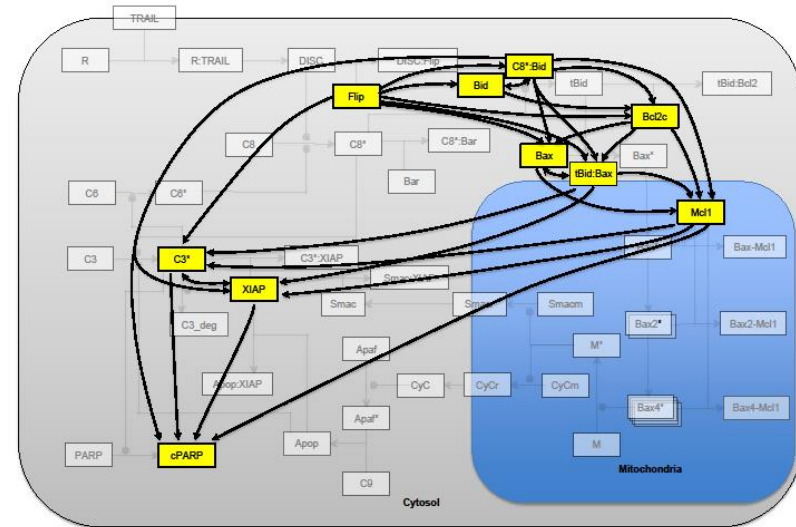 TRAIL
R
R:TRAIL
DISC
DISC:Flip
C8*:Bid
Bid
tBid
tBid:Bcl2
Flip
Bcl2c
C8
C8*
C8*:Bar
Bar
Bax
Bax*
tBid:Bax
C6
C6*
Mcl1
C3
C3*
C3*:XIAP
Bax-Mcl1
XIAP
Smac:XIAP
Smac
Smacm
C3_deg
Bax2*
Bax2-Mcl1
Apaf
M*
Apop:XIAP
CyC
CyCr
CyCm
Bax4*
Bax4-Mcl1
Apaf*
PARP
cPARP
Apop
M
C9
Mitochondria
Cytosol